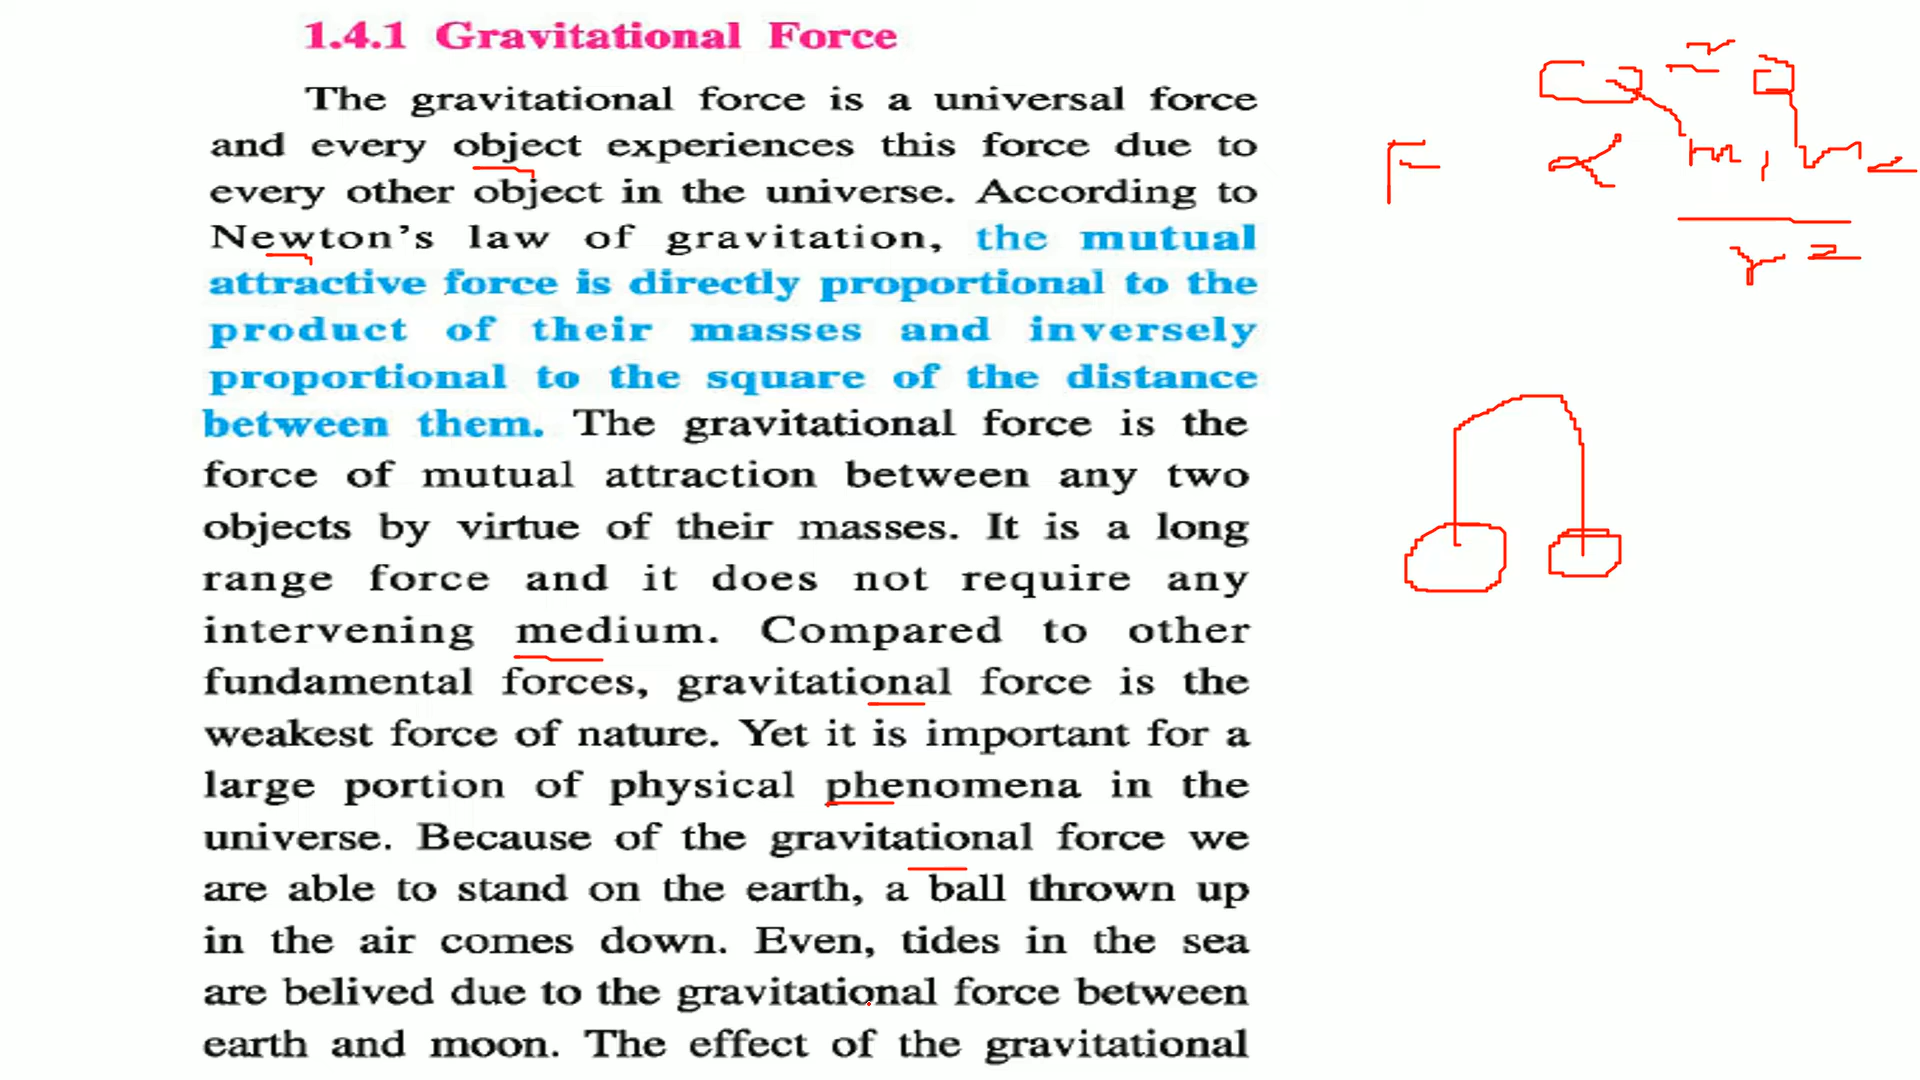 1.4.1 Gravitational Force
The gravitational force is a universal force
and every object experiences this force due to
every other object in the universe. According to
Newton’s law of gravitation, the mutual
attractive force is directly proportional to the
product of their masses and inversely
proportional to the square of the distance
between them. The gravitational force is the
force of mutual attraction between any two
objects by virtue of their masses. It is a long
range force and it does not require any
intervening medium. Compared to other
fundamental forces, gravitational force is the
weakest force of nature. Yet it is important for a
large portion of physical phenomena in the
universe. Because of the gravitational force we
are able to stand on the earth, a ball thrown up
in the air comes down. Even, tides in the sea
are belived due to the gravitational force between
earth and moon. The effect of the gravitational
F ∝ m1
r 2